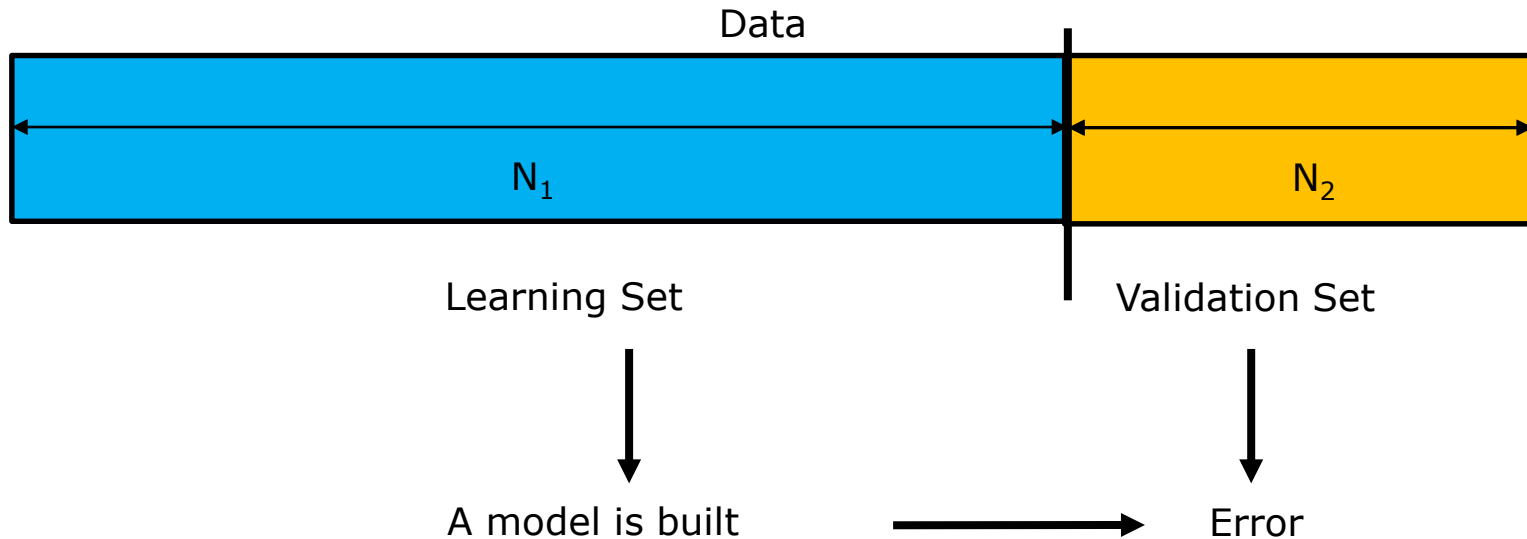 Data
N₁
N₂
Learning Set
Validation Set
A model is built
Error